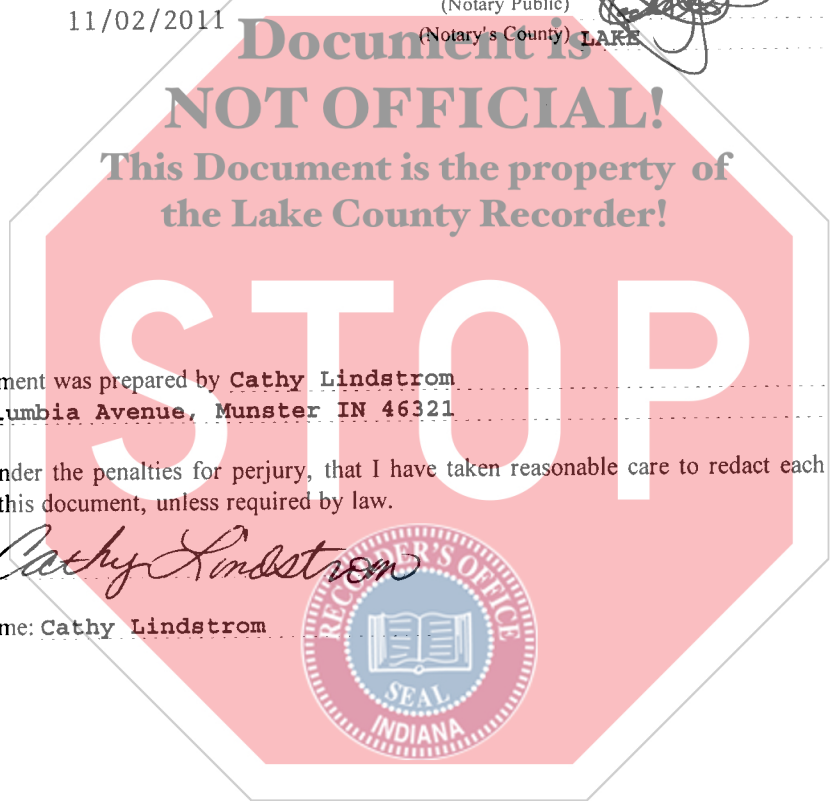 (Notary Public)
11/02/2011
Document is
(Notary's County) LAKE
NOT OFFICIAL!
This Document is the property of
the Lake County Recorder!
STOP
ment was prepared by Cathy Lindstrom
lumbia Avenue, Munster IN 46321
nder the penalties for perjury, that I have taken reasonable care to redact each
this document, unless required by law.
Cathy Lindstrom
me: Cathy Lindstrom
RECORDER'S OFFICE
SEAL
INDIANA